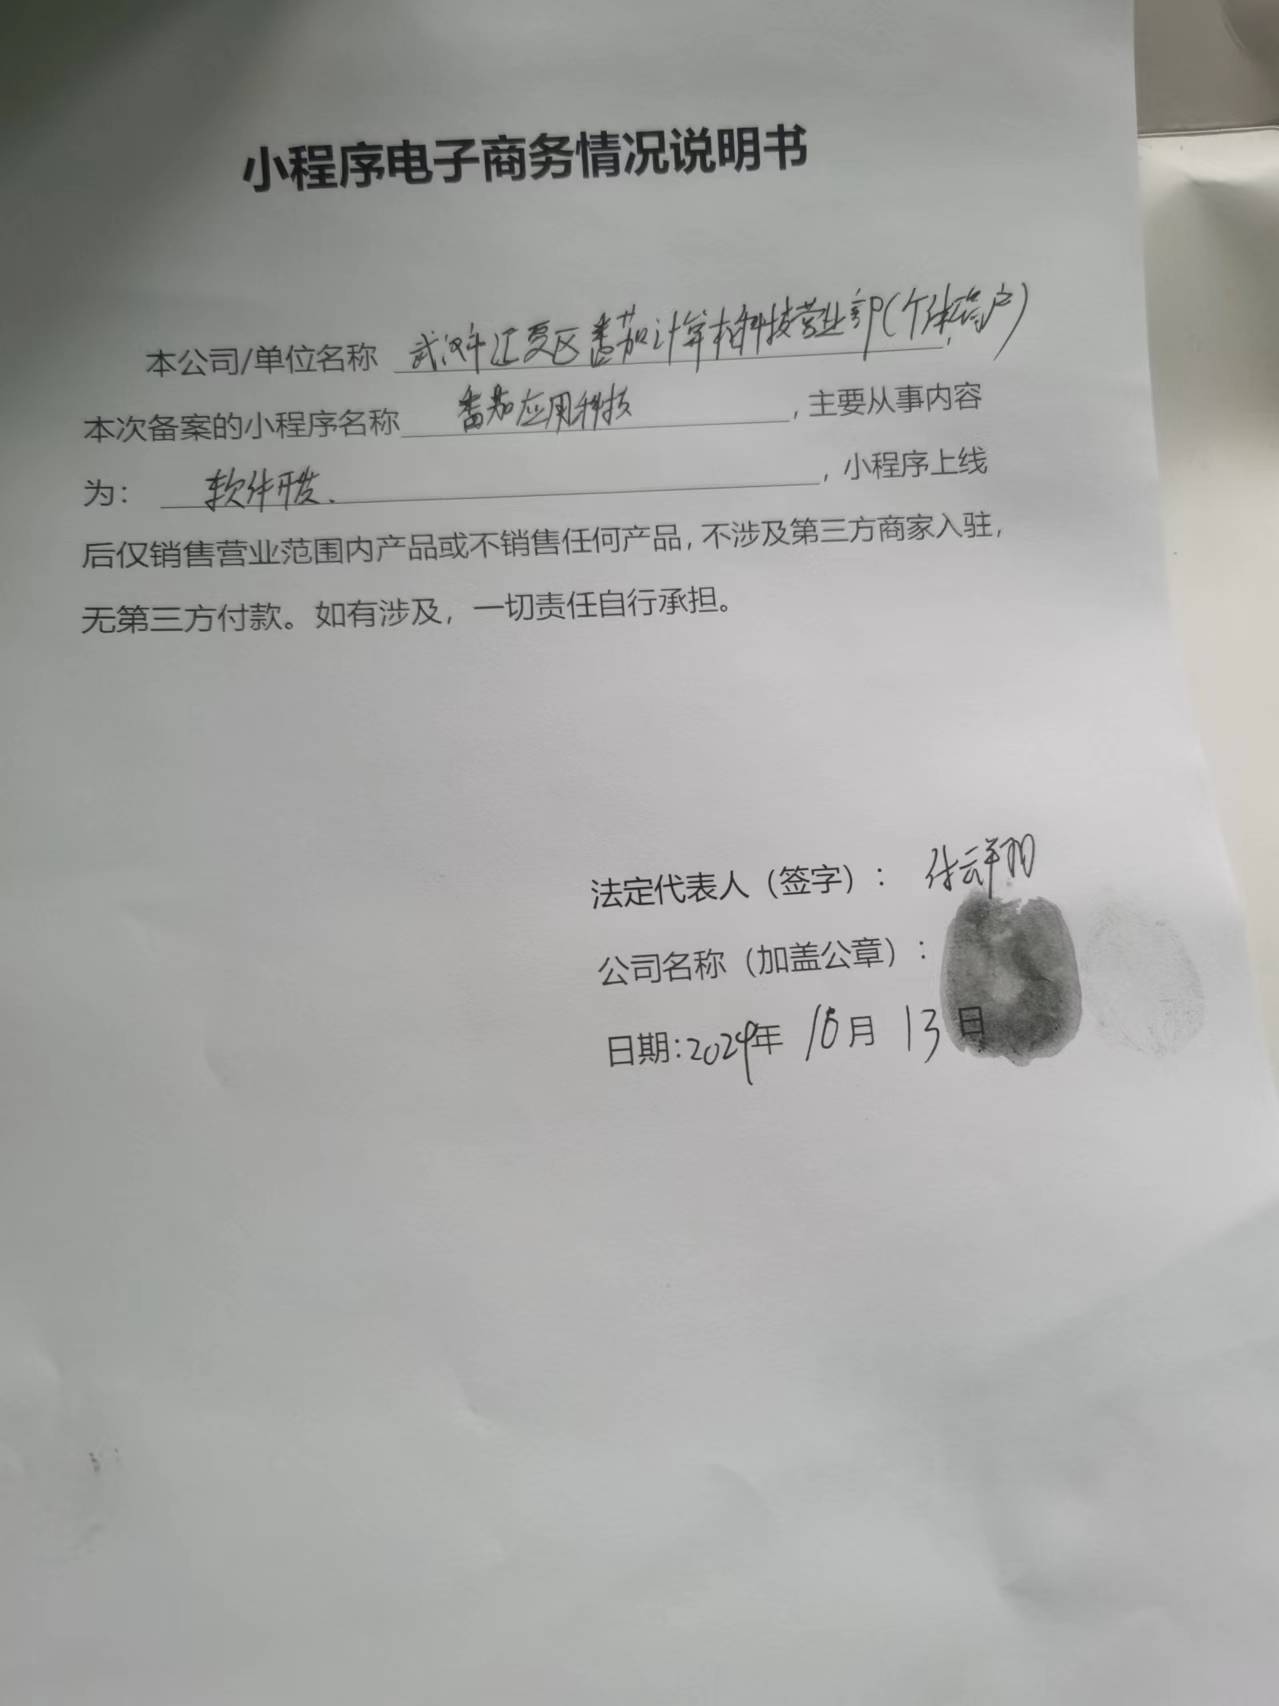 小程序电子商务情况说明书
本公司/单位名称 武汉市江夏区番茄计算机科技营业部(个体工商户)
本次备案的小程序名称 番茄应用科技 ，主要从事内容
为： 软件开发. ，小程序上线
后仅销售营业范围内产品或不销售任何产品，不涉及第三方商家入驻，
无第三方付款。如有涉及，一切责任自行承担。
法定代表人（签字）：
公司名称（加盖公章）：
日期:2024年 10月 13日